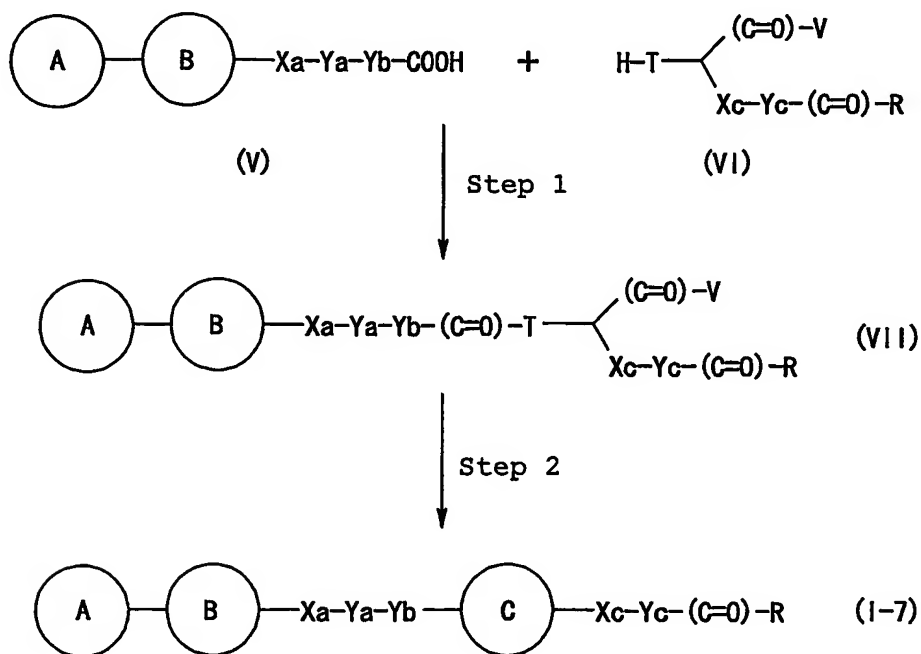 A B -Xa-Ya-Yb-COOH + H-T (C=O)-V
Xc-Yc-(C=O)-R
(V) (VI)
Step 1
A B -Xa-Ya-Yb-(C=O)-T (C=O)-V
Xc-Yc-(C=O)-R (VII)
Step 2
A B -Xa-Ya-Yb- C -Xc-Yc-(C=O)-R (I-7)